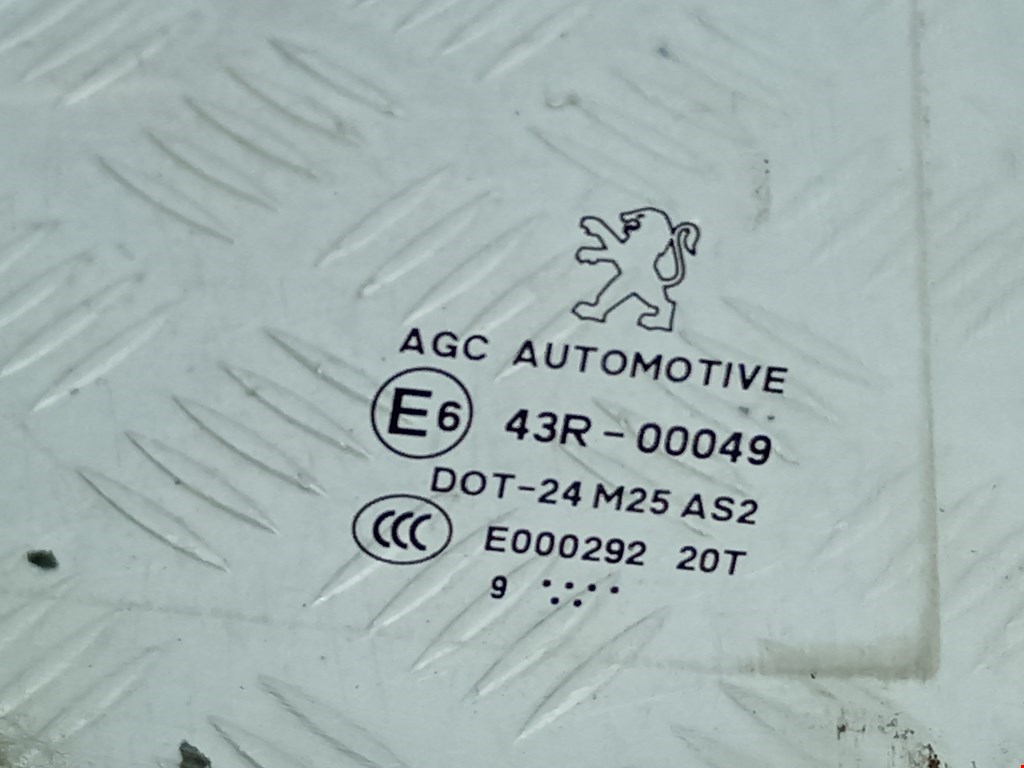 AGC AUTOMOTIVE
E6 43R-00049
DOT-24 M25 AS2
CCC E000292 20T
9